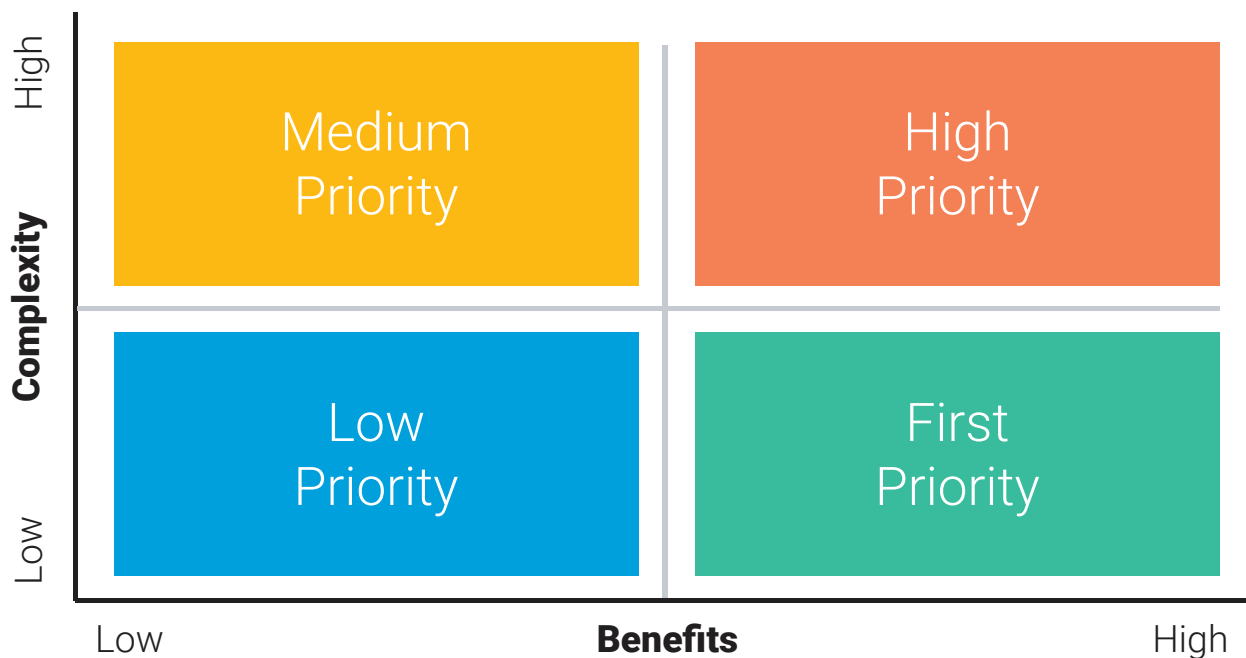 High
Medium
Priority
High
Priority
Complexity
Low
Priority
First
Priority
Low
Low
Benefits
High